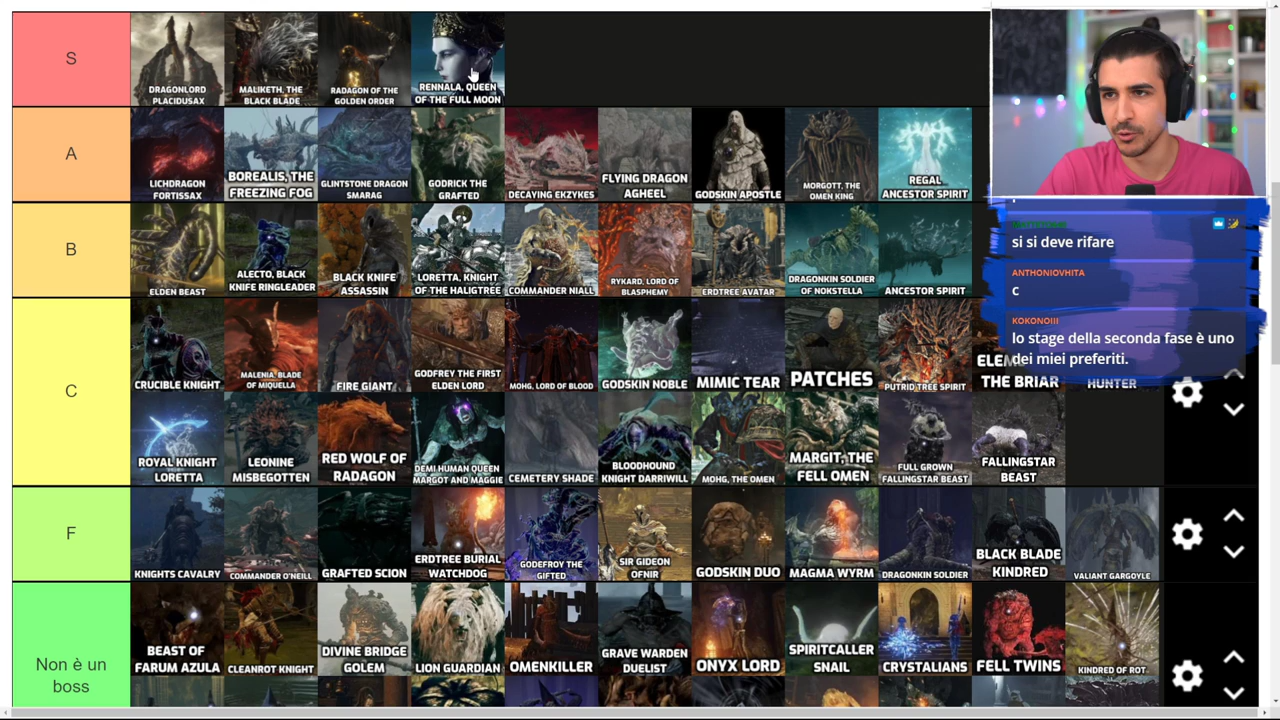 S
DRAGONLORD
PLACIDUSAX
MALIKETH, THE
BLACK BLADE
RADAGON OF THE
GOLDEN ORDER
RENNALA, QUEEN
OF THE FULL MOON
A
LICHDRAGON
FORTISSAX
BOREALIS, THE
FREEZING FOG
GLINTSTONE DRAGON
SMARAG
GODRICK THE
GRAFTED
DECAYING EKZYKES
FLYING DRAGON
AGHEEL
GODSKIN APOSTLE
MORGOTT, THE
OMEN KING
REGAL
ANCESTOR SPIRIT
B
ELDEN BEAST
ALECTO, BLACK
KNIFE RINGLEADER
BLACK KNIFE
ASSASSIN
LORETTA, KNIGHT
OF THE HALIGTREE
COMMANDER NIALL
RYKARD, LORD OF
BLASPHEMY
ERDTREE AVATAR
DRAGONKIN SOLDIER
OF NOKSTELLA
ANCESTOR SPIRIT
si si deve rifare
ANTHONIOVHITA
c
KOKONOIII
lo stage della seconda fase è uno
dei miei preferiti.
C
CRUCIBLE KNIGHT
MALENIA, BLADE
OF MIQUELLA
FIRE GIANT
GODFREY THE FIRST
ELDEN LORD
MOHG, LORD OF BLOOD
GODSKIN NOBLE
MIMIC TEAR
PATCHES
PUTRID TREE SPIRIT
ELEM
THE BRIAR
HUNTER
ROYAL KNIGHT
LORETTA
LEONINE
MISBEGOTTEN
RED WOLF OF
RADAGON
DEMI HUMAN QUEEN
MARGOT AND MAGGIE
CEMETERY SHADE
BLOODHOUND
KNIGHT DARRIWILL
MOHG, THE OMEN
MARGIT, THE
FELL OMEN
FULL GROWN
FALLINGSTAR BEAST
FALLINGSTAR
BEAST
F
KNIGHTS CAVALRY
COMMANDER O'NEILL
GRAFTED SCION
ERDTREE BURIAL
WATCHDOG
GODEFROY THE
GIFTED
SIR GIDEON
OFNIR
GODSKIN DUO
MAGMA WYRM
DRAGONKIN SOLDIER
BLACK BLADE
KINDRED
VALIANT GARGOYLE
Non è un
boss
BEAST OF
FARUM AZULA
CLEANROT KNIGHT
DIVINE BRIDGE
GOLEM
LION GUARDIAN
OMENKILLER
GRAVE WARDEN
DUELIST
ONYX LORD
SPIRITCALLER
SNAIL
CRYSTALIANS
FELL TWINS
KINDRED OF ROT